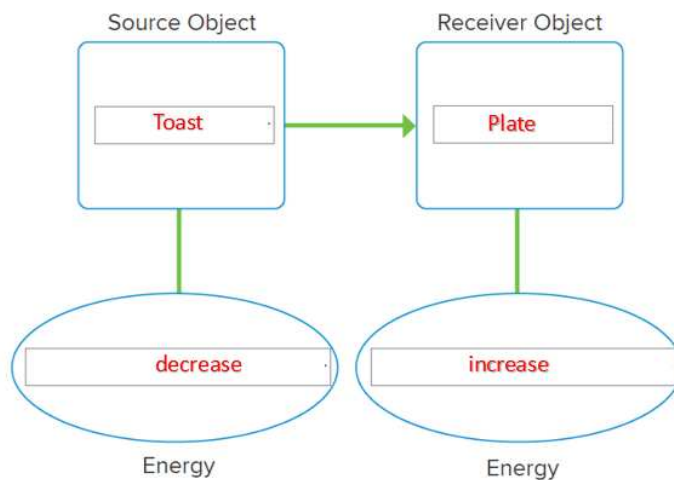 Source Object
Receiver Object
Toast
Plate
decrease
increase
Energy
Energy